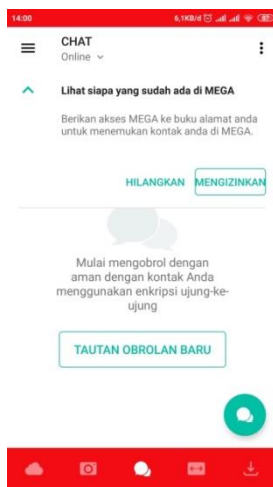 14:00
6,1KB/d
CHAT
Online
Lihat siapa yang sudah ada di MEGA
Berikan akses MEGA ke buku alamat anda
untuk menemukan kontak anda di MEGA.
HILANGKAN MENGIZINKAN
Mulai mengobrol dengan
aman dengan kontak Anda
menggunakan enkripsi ujung-ke-
ujung
TAUTAN OBROLAN BARU